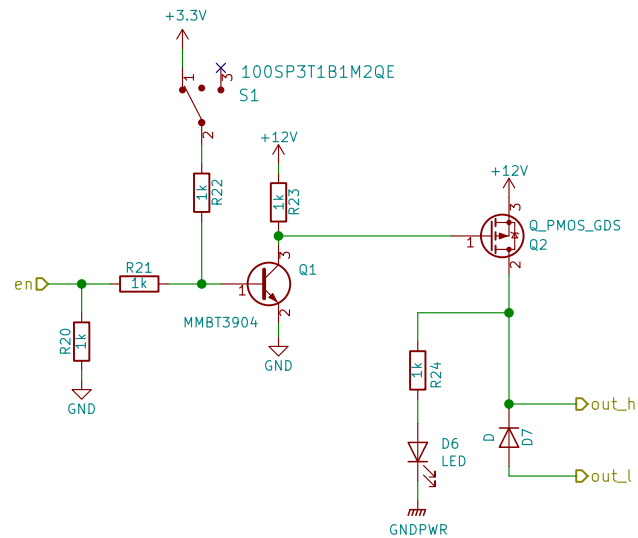 +3.3V
1
3
100SP3T1B1M2QE
S1
2
+12V
1k
R22
1k
R23
+12V
3
1
Q_PMOS_GDS
Q2
2
en
R21
1k
1
3
Q1
2
MMBT3904
R20
1k
GND
GND
1k
R24
D6
LED
GNDPWR
D
D7
out_h
out_l